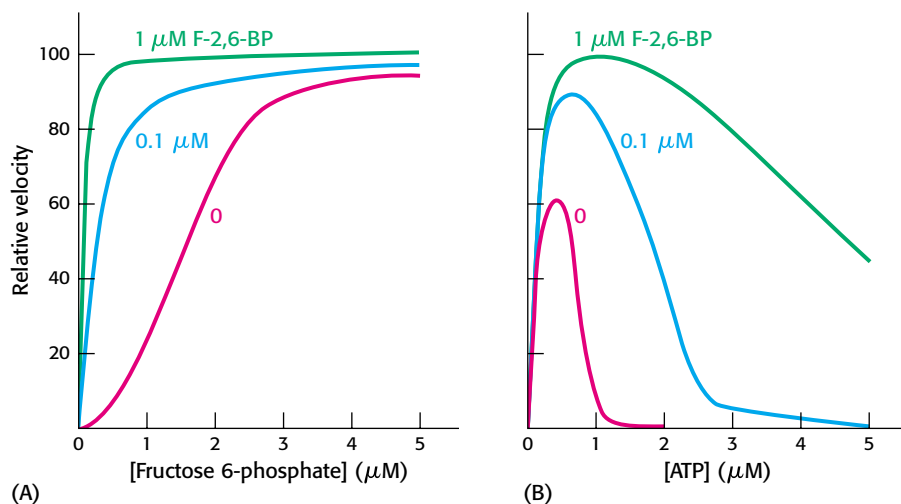 1 μM F-2,6-BP
0.1 μM
0
Relative velocity
100
80
60
40
20
0 1 2 3 4 5
[Fructose 6-phosphate] (μM)
(A)
1 μM F-2,6-BP
0.1 μM
0
0 1 2 3 4 5
[ATP] (μM)
(B)